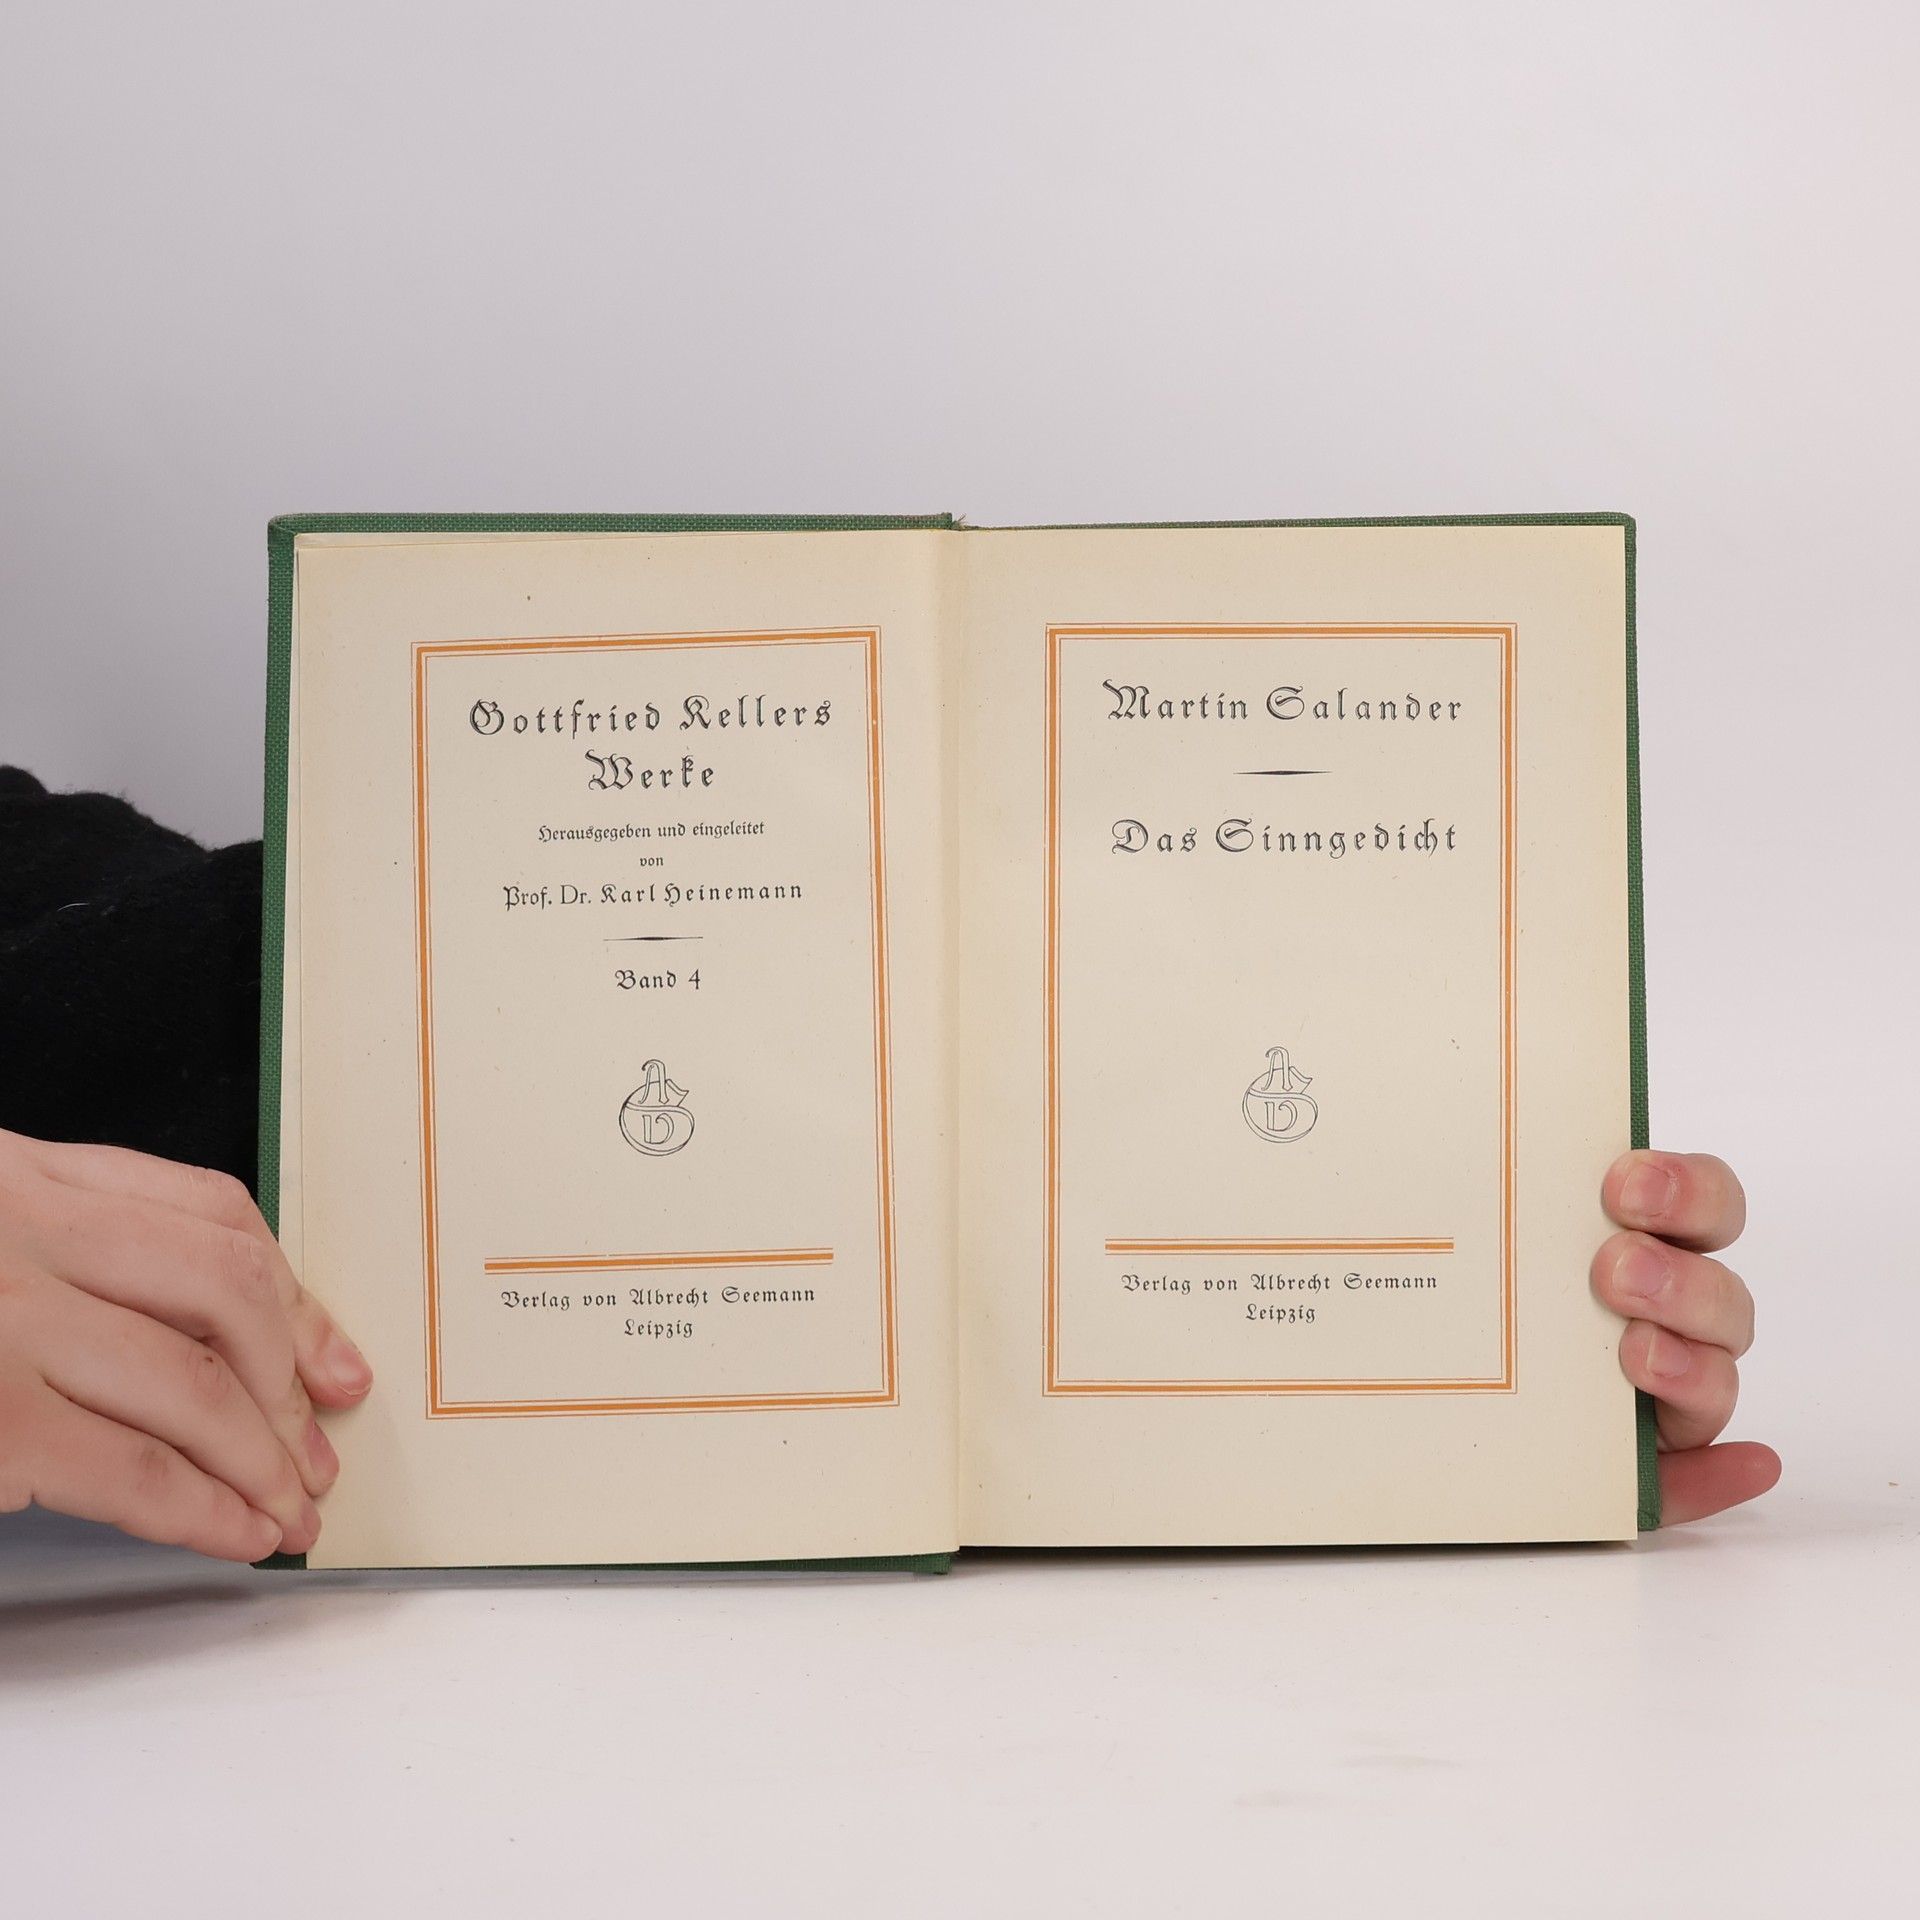 Gottfried Kellers
Werke
Herausgegeben und eingeleitet
von
Prof. Dr. Karl Heinemann
Band 4
A
S
V
Verlag von Albrecht Seemann
Leipzig
Martin Salander
Das Sinngedicht
A
S
V
Verlag von Albrecht Seemann
Leipzig